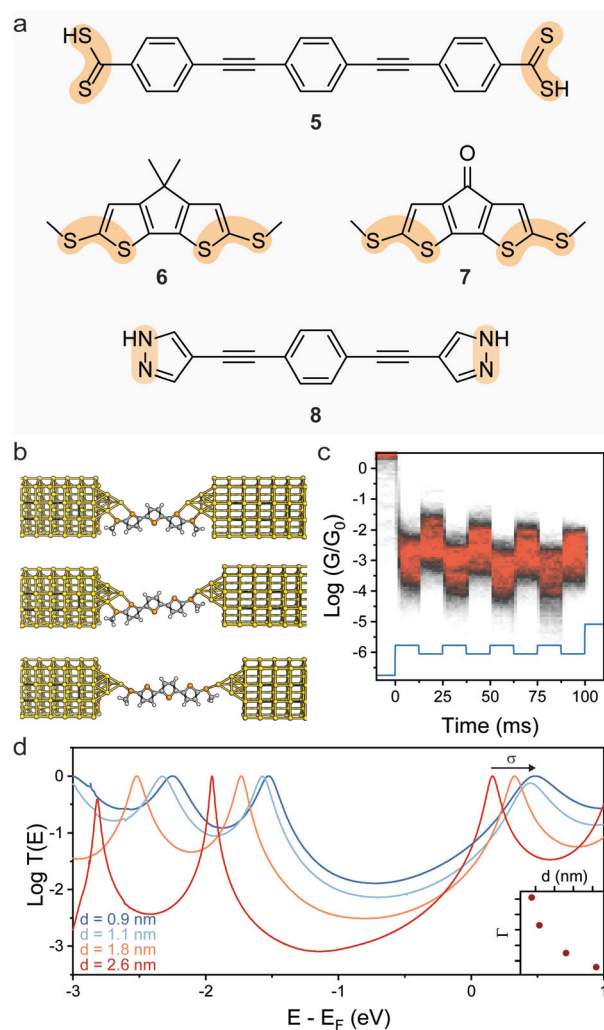 a
HS
S
S
SH
5
O
S
S
S
S
6
S
S
S
S
7
HN
N
NH
N
8
b
c
0
-1
-2
-3
-4
-5
-6
Log (G/G₀)
0
25
50
75
100
Time (ms)
d
0
-1
-2
-3
Log T(E)
σ
d = 0.9 nm
d = 1.1 nm
d = 1.8 nm
d = 2.6 nm
d (nm)
Γ
-3
-2
-1
0
1
E - E_F (eV)